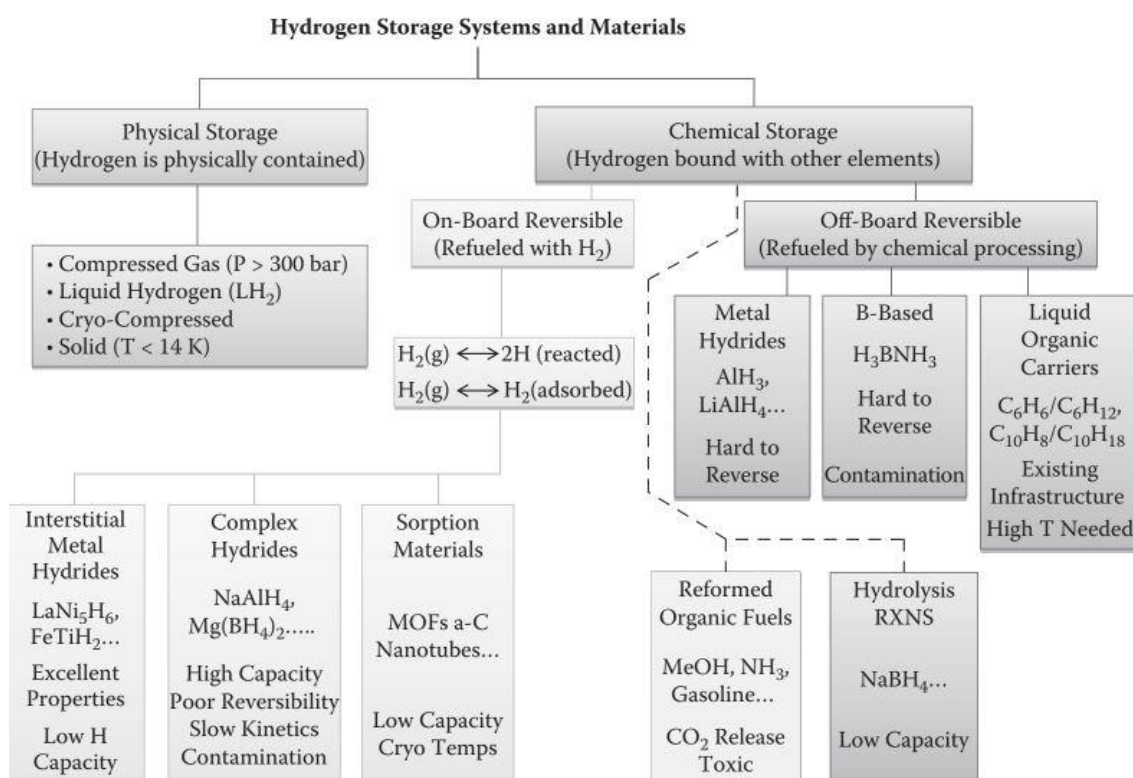 Hydrogen Storage Systems and Materials
Physical Storage
(Hydrogen is physically contained)
Chemical Storage
(Hydrogen bound with other elements)
• Compressed Gas (P > 300 bar)
• Liquid Hydrogen (LH₂)
• Cryo-Compressed
• Solid (T < 14 K)
On-Board Reversible
(Refueled with H₂)
Off-Board Reversible
(Refueled by chemical processing)
H₂(g) ⟷ 2H (reacted)
H₂(g) ⟷ H₂(adsorbed)
Metal
Hydrides
AlH₃,
LiAlH₄…
Hard to
Reverse
B-Based
H₃BNH₃
Hard to
Reverse
Contamination
Liquid
Organic
Carriers
C₆H₆/C₆H₁₂,
C₁₀H₈/C₁₀H₁₈
Existing
Infrastructure
High T Needed
Interstitial
Metal
Hydrides
LaNi₅H₆,
FeTiH₂…
Excellent
Properties
Low H
Capacity
Complex
Hydrides
NaAlH₄,
Mg(BH₄)₂…..
High Capacity
Poor Reversibility
Slow Kinetics
Contamination
Sorption
Materials
MOFs a-C
Nanotubes…
Low Capacity
Cryo Temps
Reformed
Organic Fuels
MeOH, NH₃,
Gasoline…
CO₂ Release
Toxic
Hydrolysis
RXNS
NaBH₄…
Low Capacity